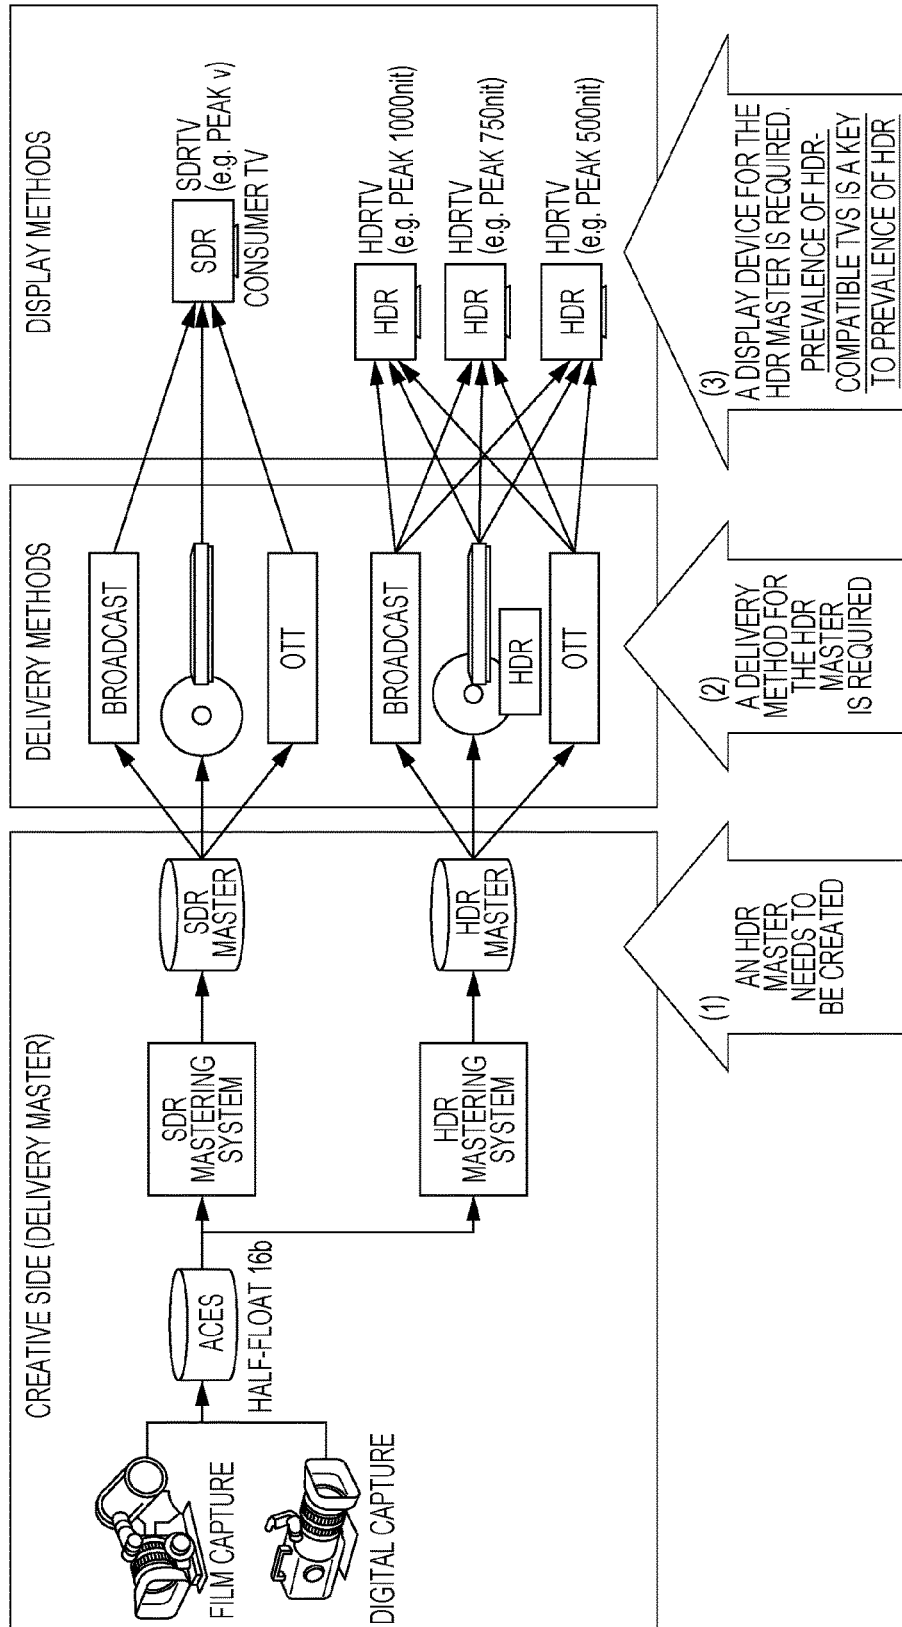 CREATIVE SIDE (DELIVERY MASTER)
FILM CAPTURE
DIGITAL CAPTURE
ACES
HALF-FLOAT 16b
SDR
MASTERING
SYSTEM
SDR
MASTER
HDR
MASTERING
SYSTEM
HDR
MASTER
DELIVERY METHODS
BROADCAST
OTT
BROADCAST
HDR
OTT
DISPLAY METHODS
SDR
SDRTV
(e.g. PEAK v)
CONSUMER TV
HDR
HDRTV
(e.g. PEAK 1000nit)
HDR
HDRTV
(e.g. PEAK 750nit)
HDR
HDRTV
(e.g. PEAK 500nit)
(1)
AN HDR
MASTER
NEEDS TO
BE CREATED
(2)
A DELIVERY
METHOD FOR
THE HDR
MASTER
IS REQUIRED
(3)
A DISPLAY DEVICE FOR THE
HDR MASTER IS REQUIRED.
PREVALENCE OF HDR-
COMPATIBLE TVS IS A KEY
TO PREVALENCE OF HDR